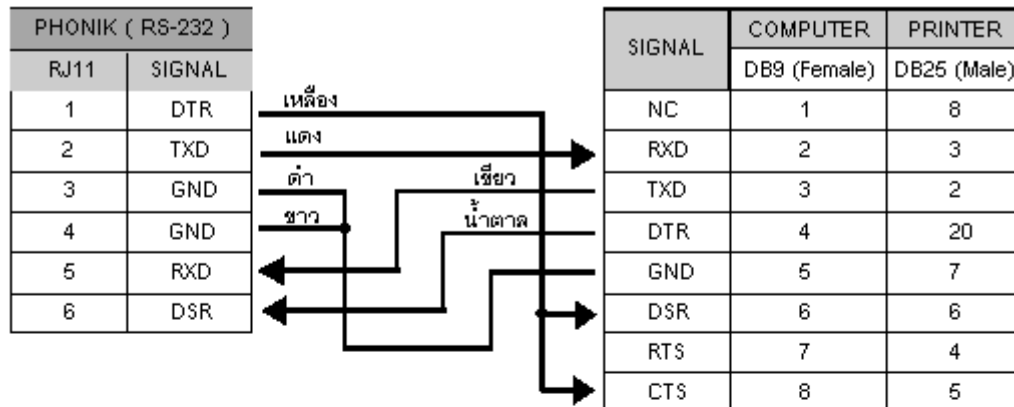 PHONIK ( RS-232 )
RJ11 SIGNAL
1 DTR
2 TXD
3 GND
4 GND
5 RXD
6 DSR
เหลือง
แดง
ดำ
ขาว
เขียว
น้ำตาล
SIGNAL COMPUTER PRINTER
DB9 (Female) DB25 (Male)
NC 1 8
RXD 2 3
TXD 3 2
DTR 4 20
GND 5 7
DSR 6 6
RTS 7 4
CTS 8 5